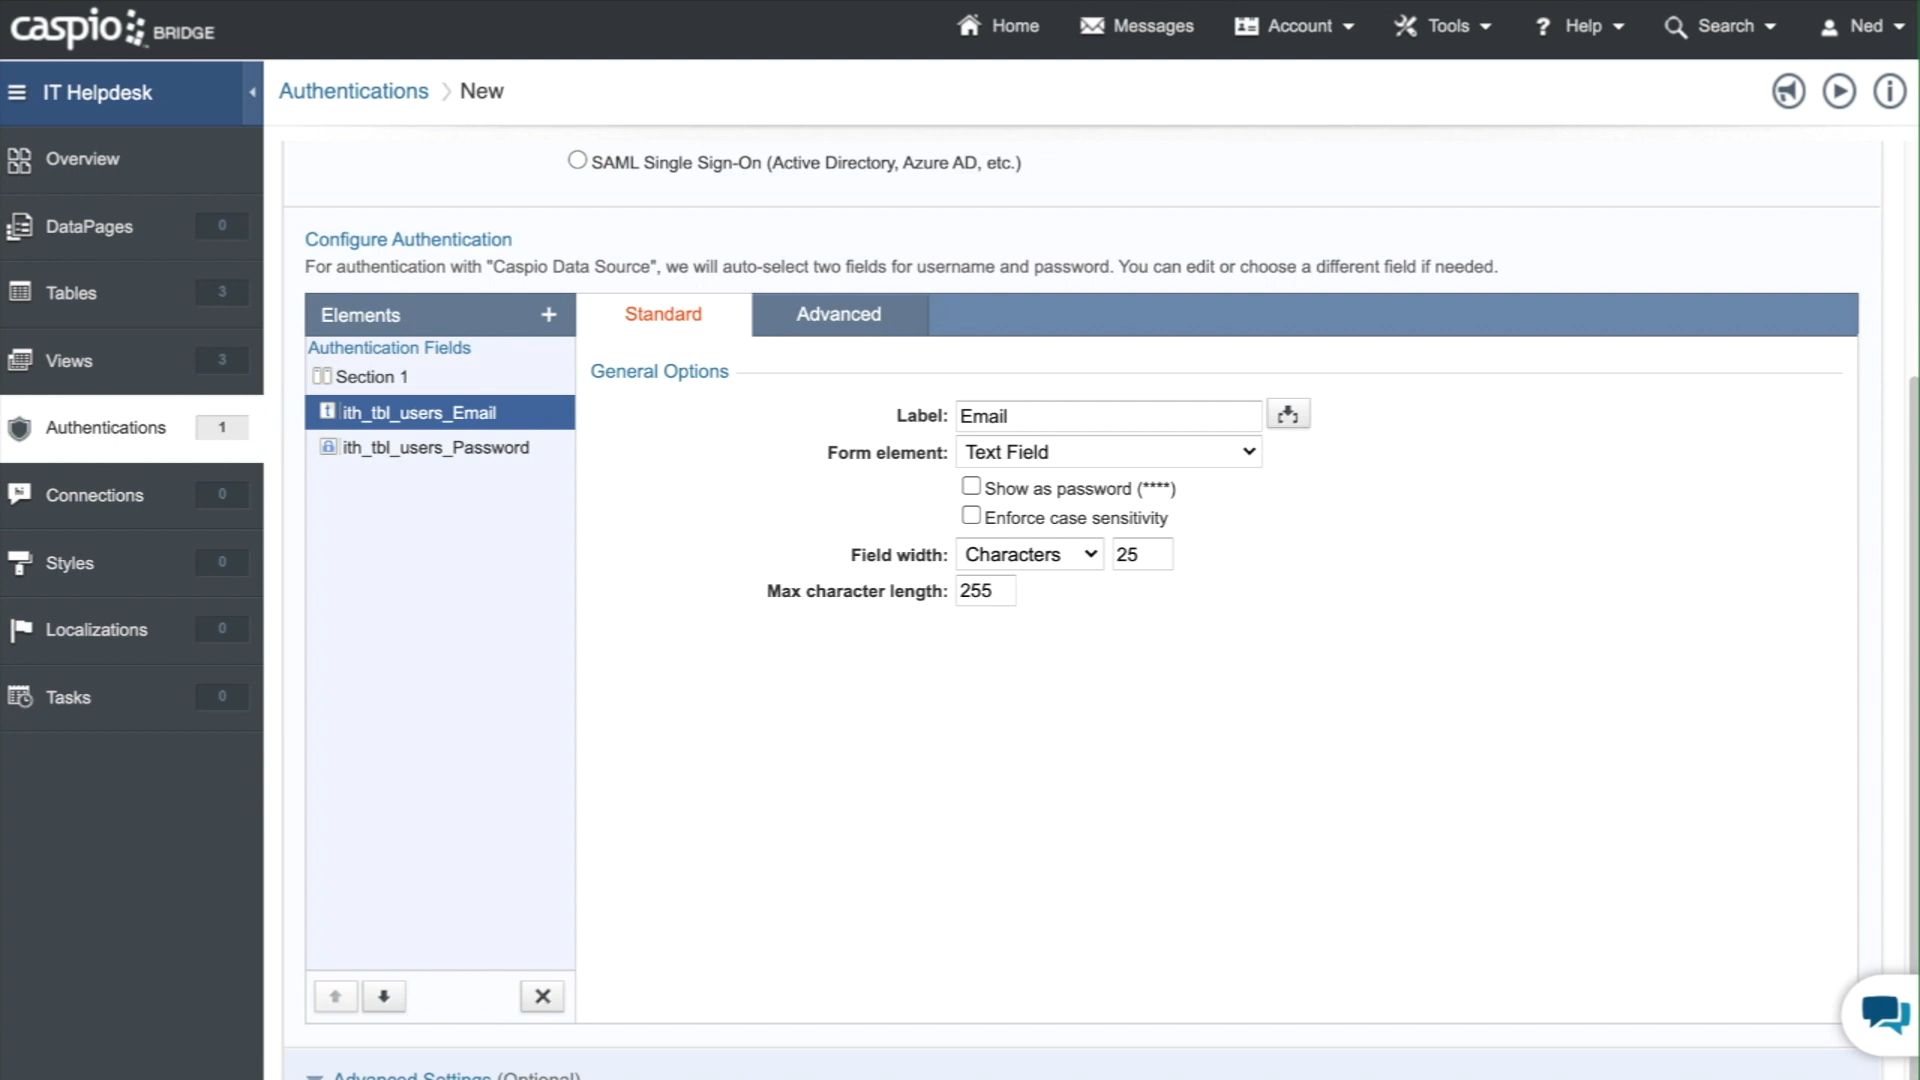 caspio BRIDGE
Home
Messages
Account
Tools
? Help
Search
Ned
IT Helpdesk
Authentications
New
Overview
DataPages 0
Tables 3
Views 3
Authentications 1
Connections 0
Styles 0
Localizations 0
Tasks 0
SAML Single Sign-On (Active Directory, Azure AD, etc.)
Configure Authentication
For authentication with "Caspio Data Source", we will auto-select two fields for username and password. You can edit or choose a different field if needed.
Elements +
Standard
Advanced
Authentication Fields
Section 1
ith_tbl_users_Email
ith_tbl_users_Password
General Options
Label: Email
Form element: Text Field
Show as password (****)
Enforce case sensitivity
Field width: Characters 25
Max character length: 255
Advanced Settings (Optional)